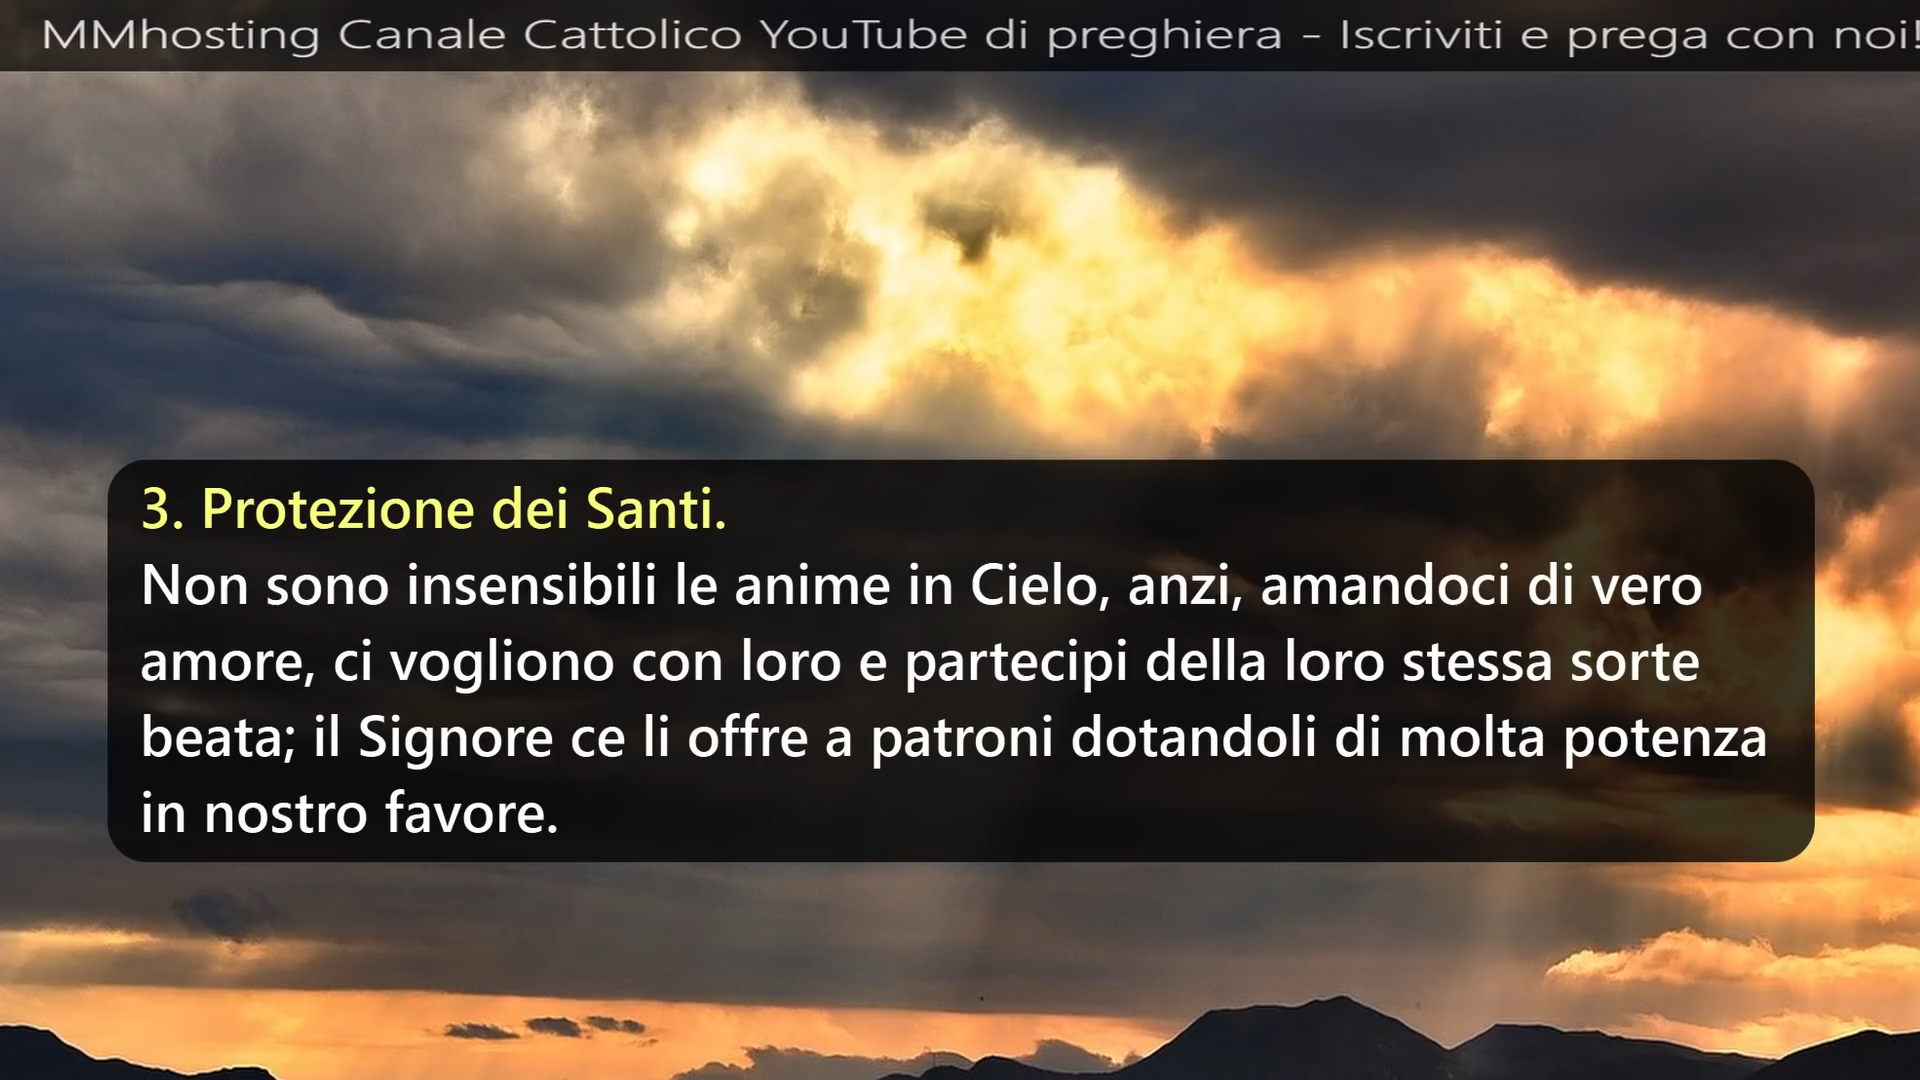 MMhosting Canale Cattolico YouTube di preghiera - Iscriviti e prega con noi!
3. Protezione dei Santi.
Non sono insensibili le anime in Cielo, anzi, amandoci di vero
amore, ci vogliono con loro e partecipi della loro stessa sorte
beata; il Signore ce li offre a patroni dotandoli di molta potenza
in nostro favore.